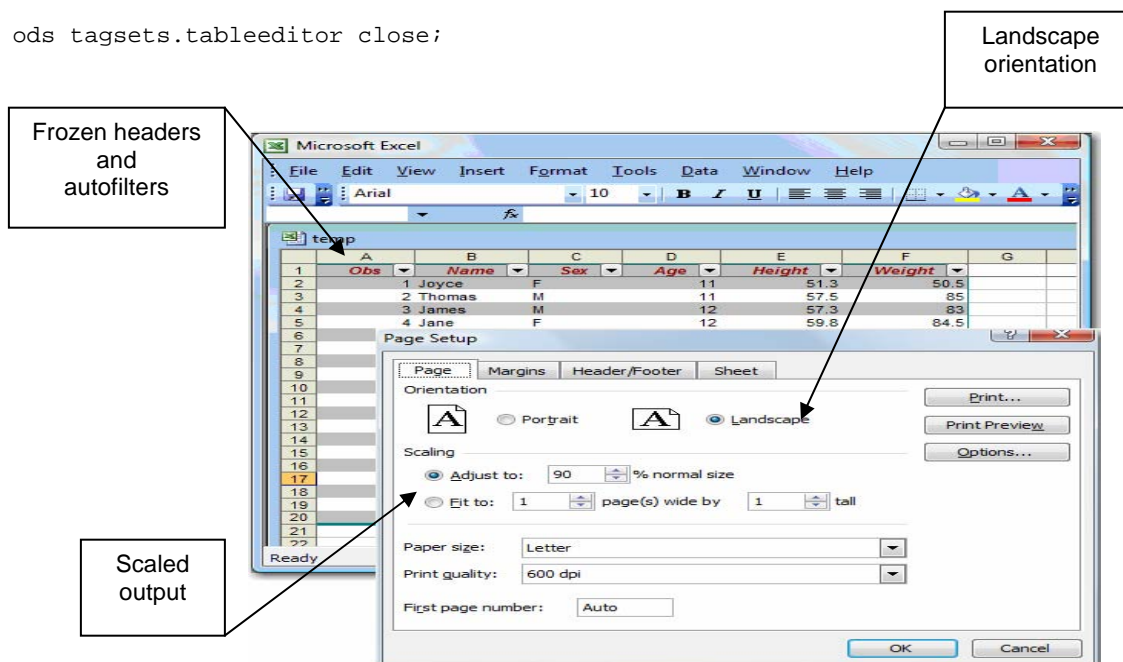 ods tagsets.tableeditor close;
Landscape
orientation
Frozen headers
and
autofilters
Microsoft Excel
File Edit View Insert Format Tools Data Window Help
Arial 10 B I U A
fx
temp
A B C D E F G
1 Obs Name Sex Age Height Weight
2 1 Joyce F 11 51.3 50.5
3 2 Thomas M 11 57.5 85
4 3 James M 12 57.3 83
5 4 Jane F 12 59.8 84.5
6
7
8
9
10
11
12
13
14
15
16
17
18
19
20
21
22
Ready
Page Setup
Page Margins Header/Footer Sheet
Orientation
A Portrait A Landscape
Print...
Print Preview
Options...
Scaling
Adjust to: 90 % normal size
Fit to: 1 page(s) wide by 1 tall
Paper size: Letter
Print quality: 600 dpi
First page number: Auto
OK Cancel
Scaled
output